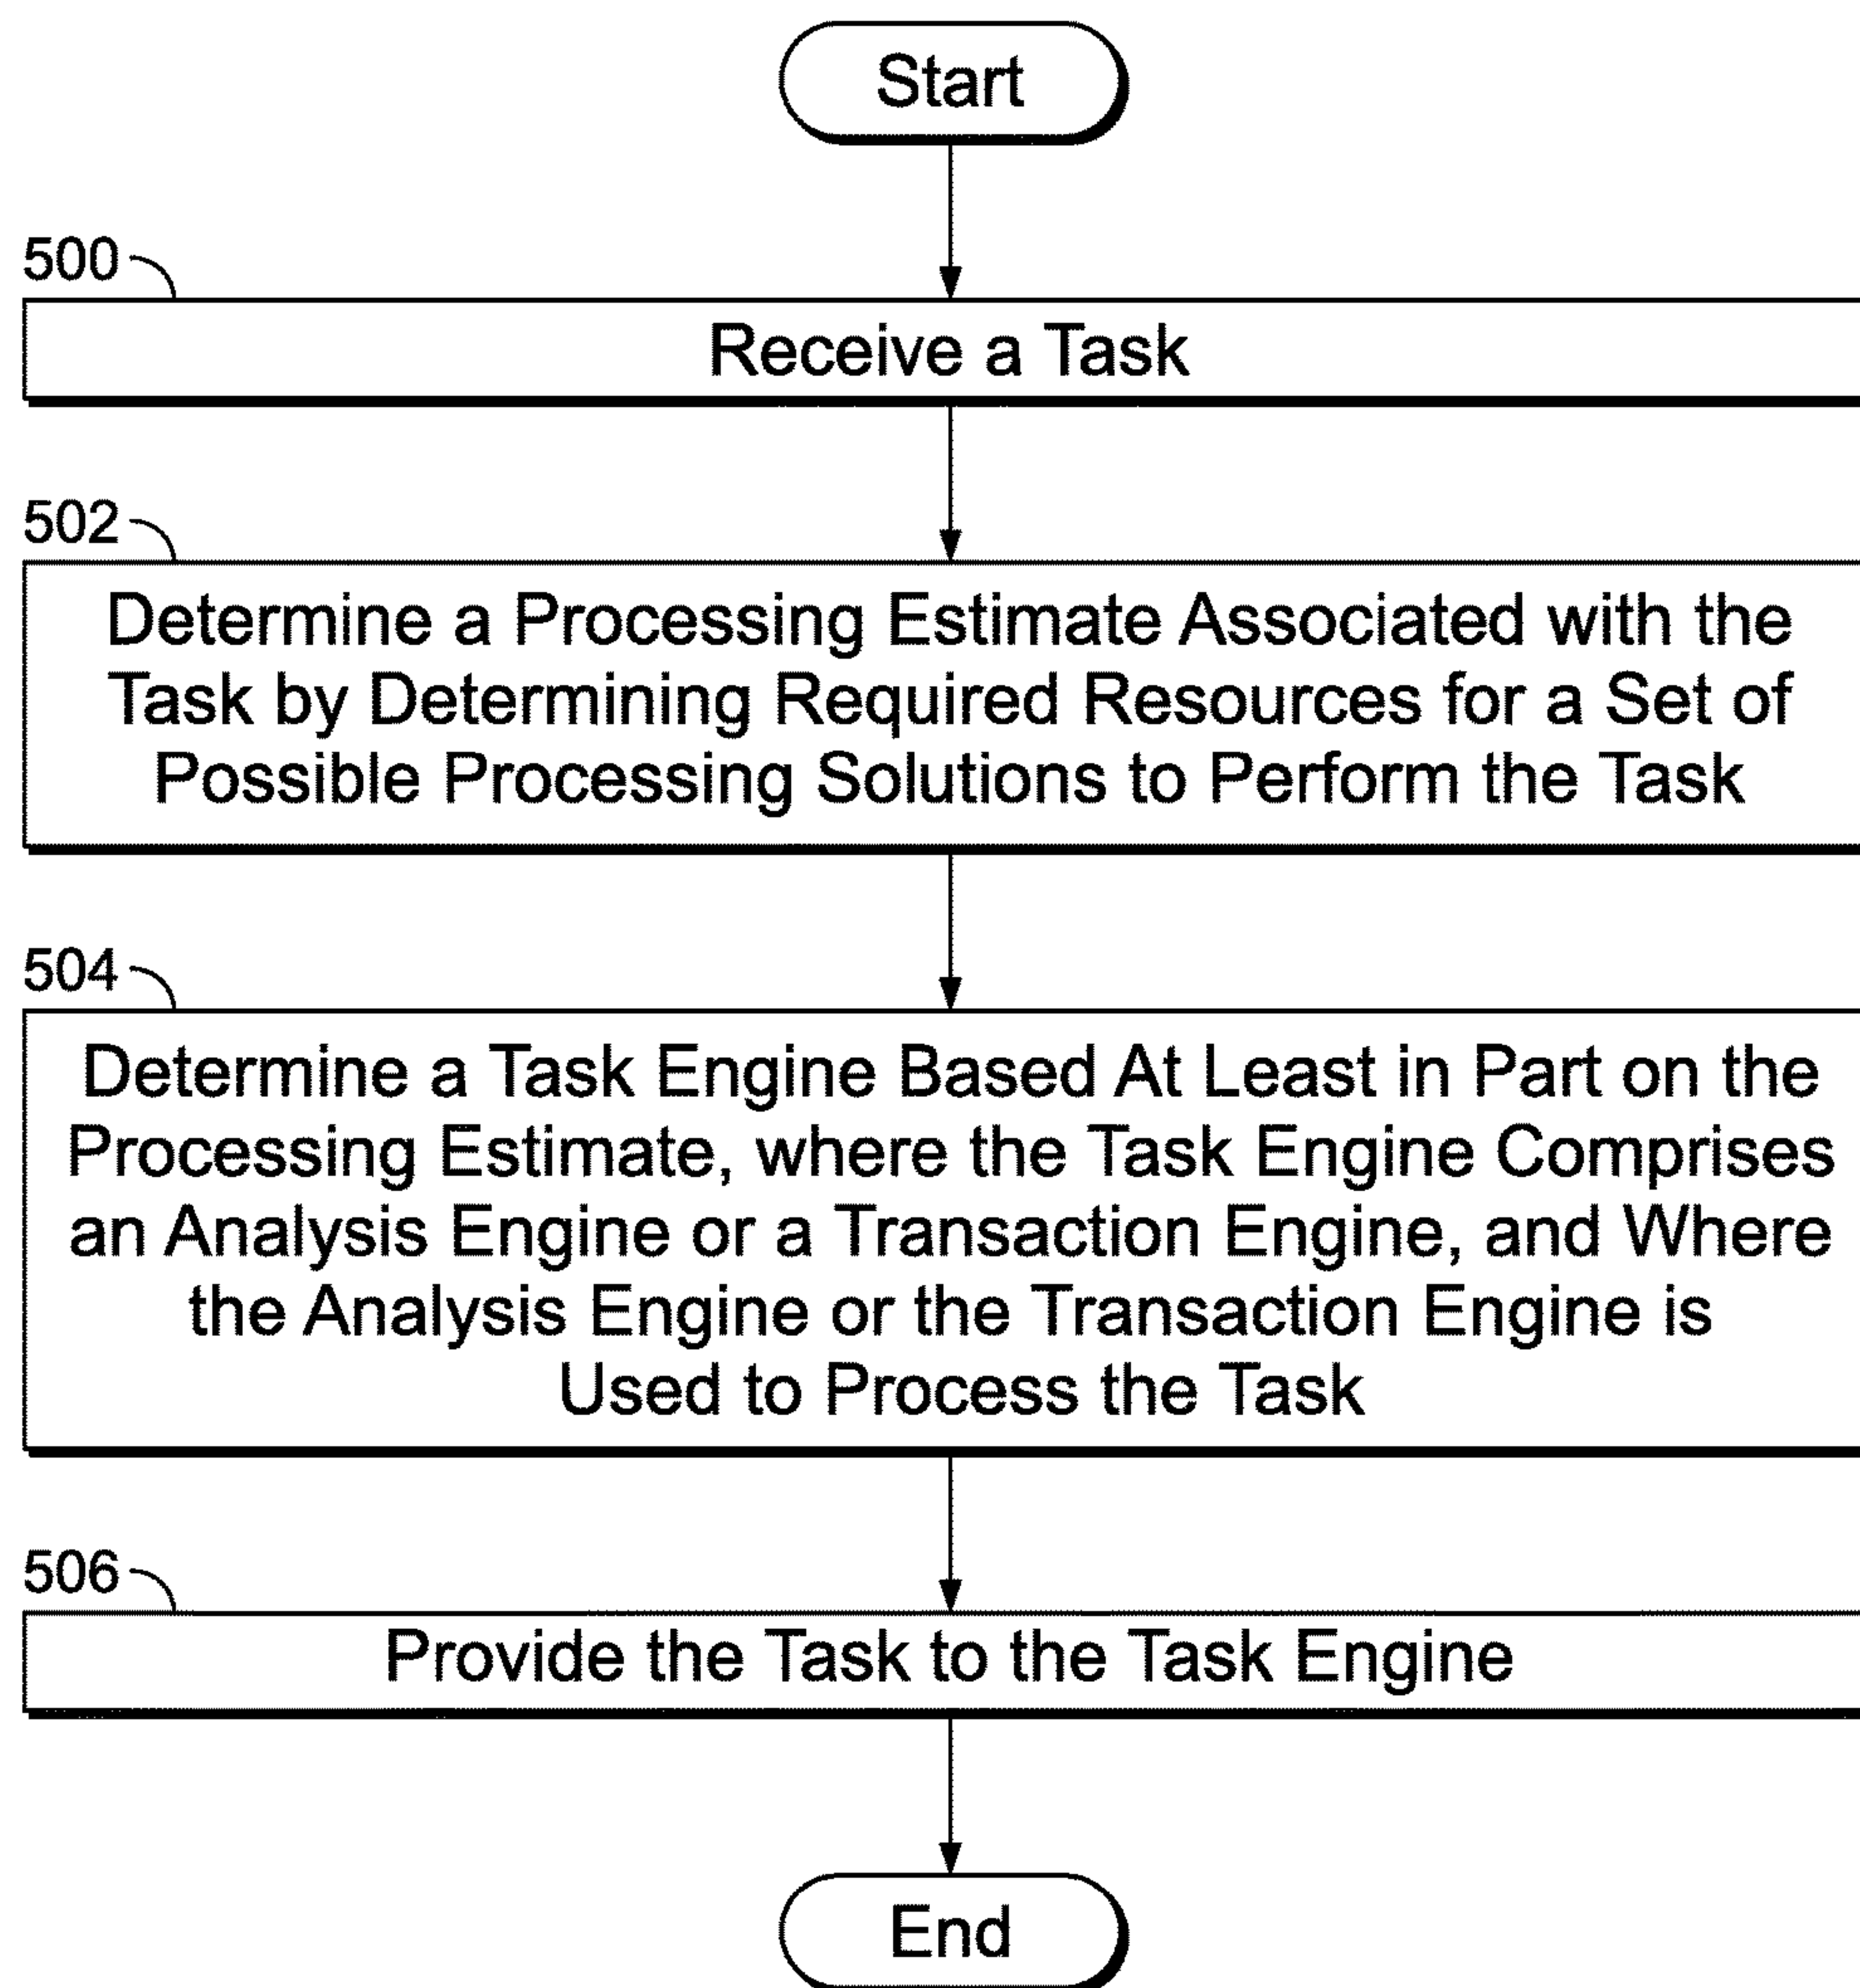 Start
500
Receive a Task
502
Determine a Processing Estimate Associated with the
Task by Determining Required Resources for a Set of
Possible Processing Solutions to Perform the Task
504
Determine a Task Engine Based At Least in Part on the
Processing Estimate, where the Task Engine Comprises
an Analysis Engine or a Transaction Engine, and Where
the Analysis Engine or the Transaction Engine is
Used to Process the Task
506
Provide the Task to the Task Engine
End